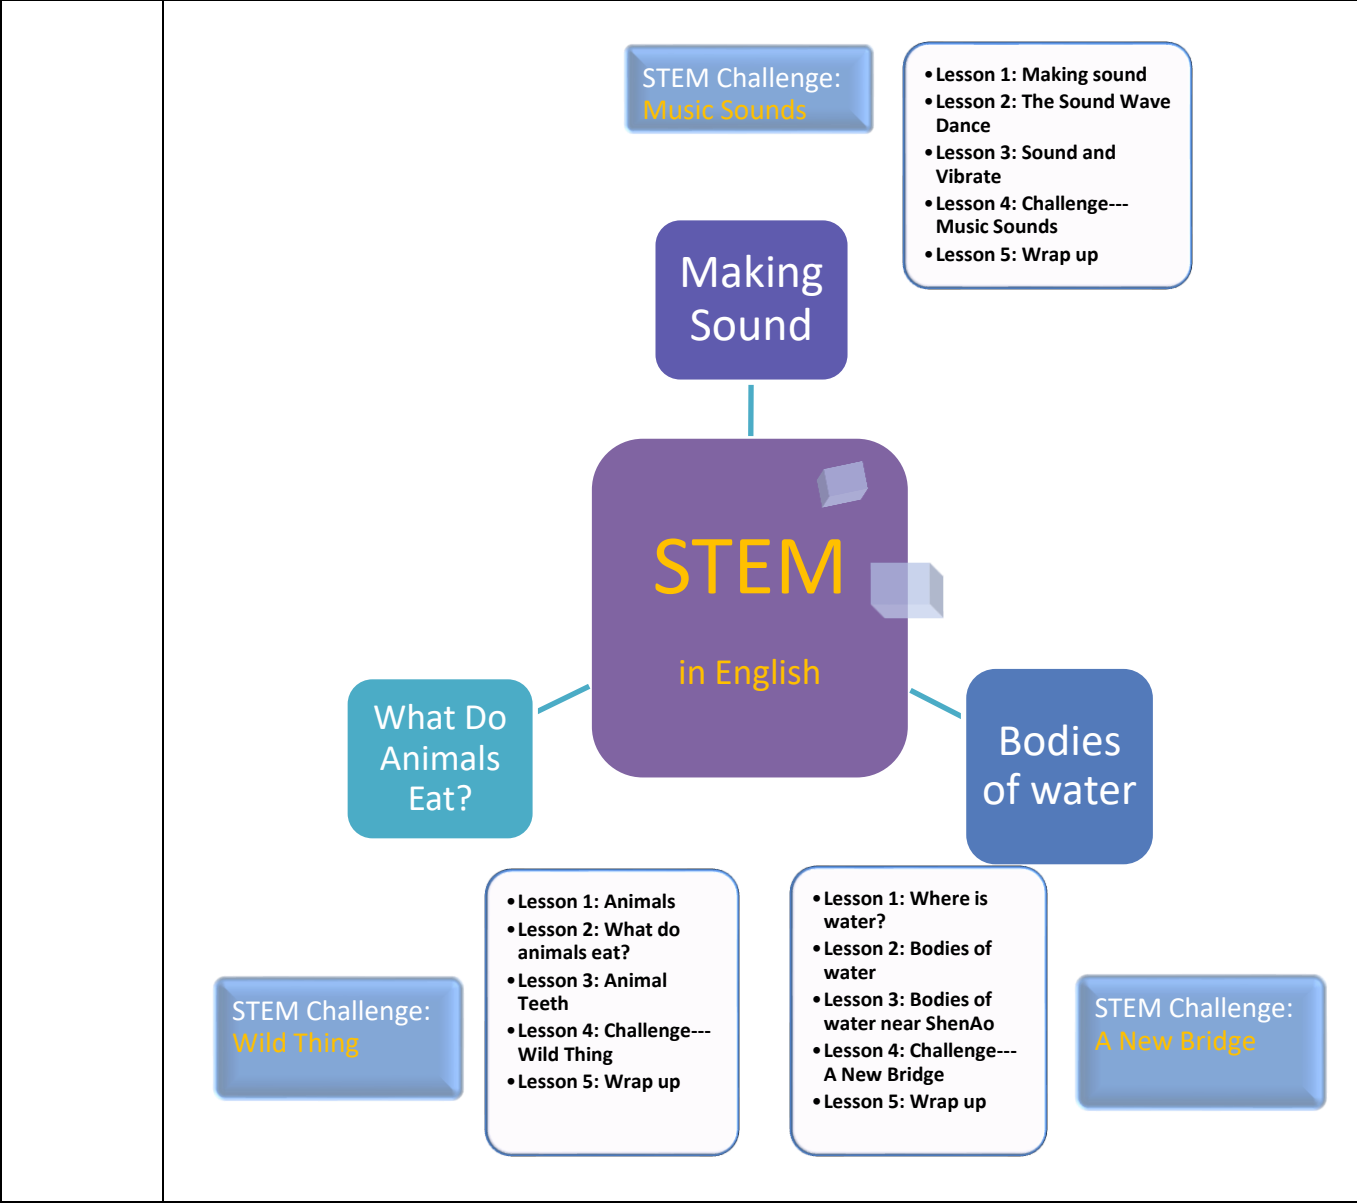 STEM Challenge:
Music Sounds
•Lesson 1: Making sound
•Lesson 2: The Sound Wave
Dance
•Lesson 3: Sound and
Vibrate
•Lesson 4: Challenge---
Music Sounds
•Lesson 5: Wrap up
Making
Sound
STEM
in English
What Do
Animals
Eat?
Bodies
of water
•Lesson 1: Animals
•Lesson 2: What do
animals eat?
•Lesson 3: Animal
Teeth
•Lesson 4: Challenge---
Wild Thing
•Lesson 5: Wrap up
STEM Challenge:
Wild Thing
•Lesson 1: Where is
water?
•Lesson 2: Bodies of
water
•Lesson 3: Bodies of
water near ShenAo
•Lesson 4: Challenge---
A New Bridge
•Lesson 5: Wrap up
STEM Challenge:
A New Bridge